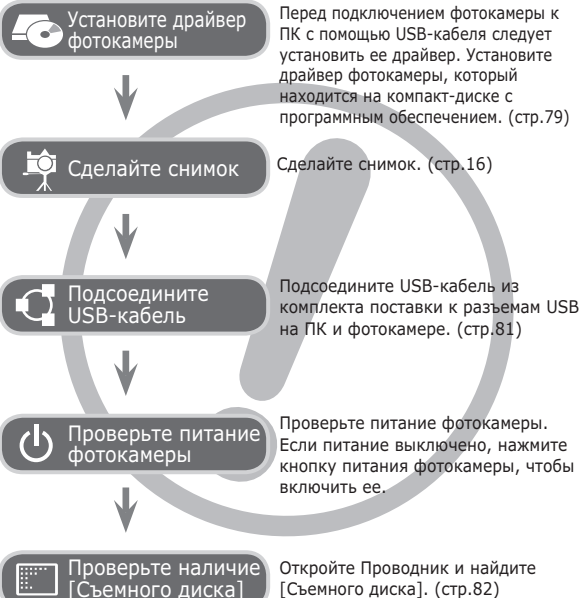 Установите драйвер
фотокамеры
Перед подключением фотокамеры к
ПК с помощью USB-кабеля следует
установить ее драйвер. Установите
драйвер фотокамеры, который
находится на компакт-диске с
программным обеспечением. (стр.79)
Сделайте снимок
Сделайте снимок. (стр.16)
Подсоедините
USB-кабель
Подсоедините USB-кабель из
комплекта поставки к разъемам USB
на ПК и фотокамере. (стр.81)
Проверьте питание
фотокамеры
Проверьте питание фотокамеры.
Если питание выключено, нажмите
кнопку питания фотокамеры, чтобы
включить ее.
Проверьте наличие
[Съемного диска]
Откройте Проводник и найдите
[Съемного диска]. (стр.82)